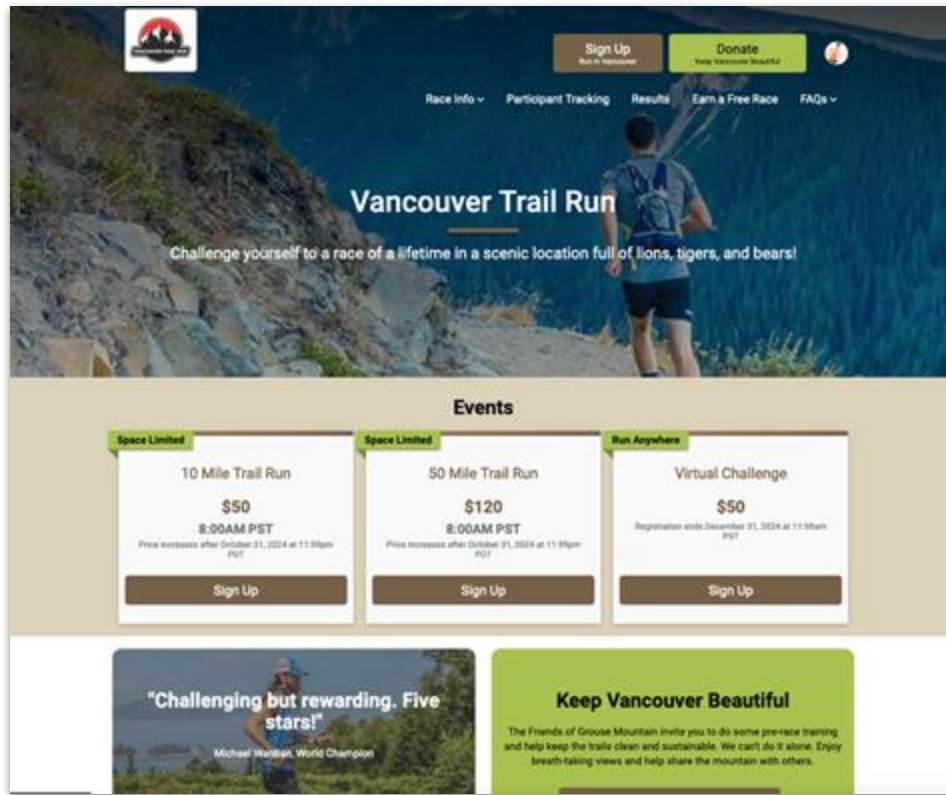 VANCOUVER TRAIL RUN
Sign Up
Run in Vancouver
Donate
Keep Vancouver Beautiful
Race Info
Participant Tracking
Results
Earn a Free Race
FAQs
Vancouver Trail Run
Challenge yourself to a race of a lifetime in a scenic location full of lions, tigers, and bears!
Events
Space Limited
10 Mile Trail Run
$50
8:00AM PST
Price increases after October 31, 2024 at 11:59pm
PDT
Sign Up
Space Limited
50 Mile Trail Run
$120
8:00AM PST
Price increases after October 31, 2024 at 11:59pm
PDT
Sign Up
Run Anywhere
Virtual Challenge
$50
Registration ends December 31, 2024 at 11:59am
PST
Sign Up
"Challenging but rewarding. Five
stars!"
Michael Wardian, World Champion
Keep Vancouver Beautiful
The Friends of Grouse Mountain invite you to do some pre-race training
and help keep the trails clean and sustainable. We can't do it alone. Enjoy
breath-taking views and help share the mountain with others.